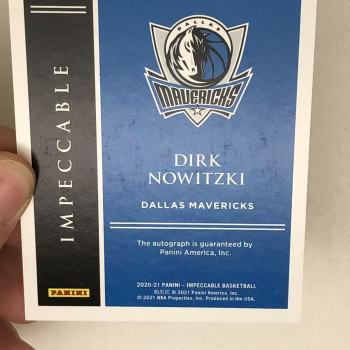 DALLAS
MAVERICKS
IMPECCABLE
DIRK
NOWITZKI
DALLAS MAVERICKS
The autograph is guaranteed by
Panini America, Inc.
PANINI
2020-21 PANINI – IMPECCABLE BASKETBALL
© 2021 Panini America, Inc.
© 2021 NBA Properties, Inc. Produced in the USA.